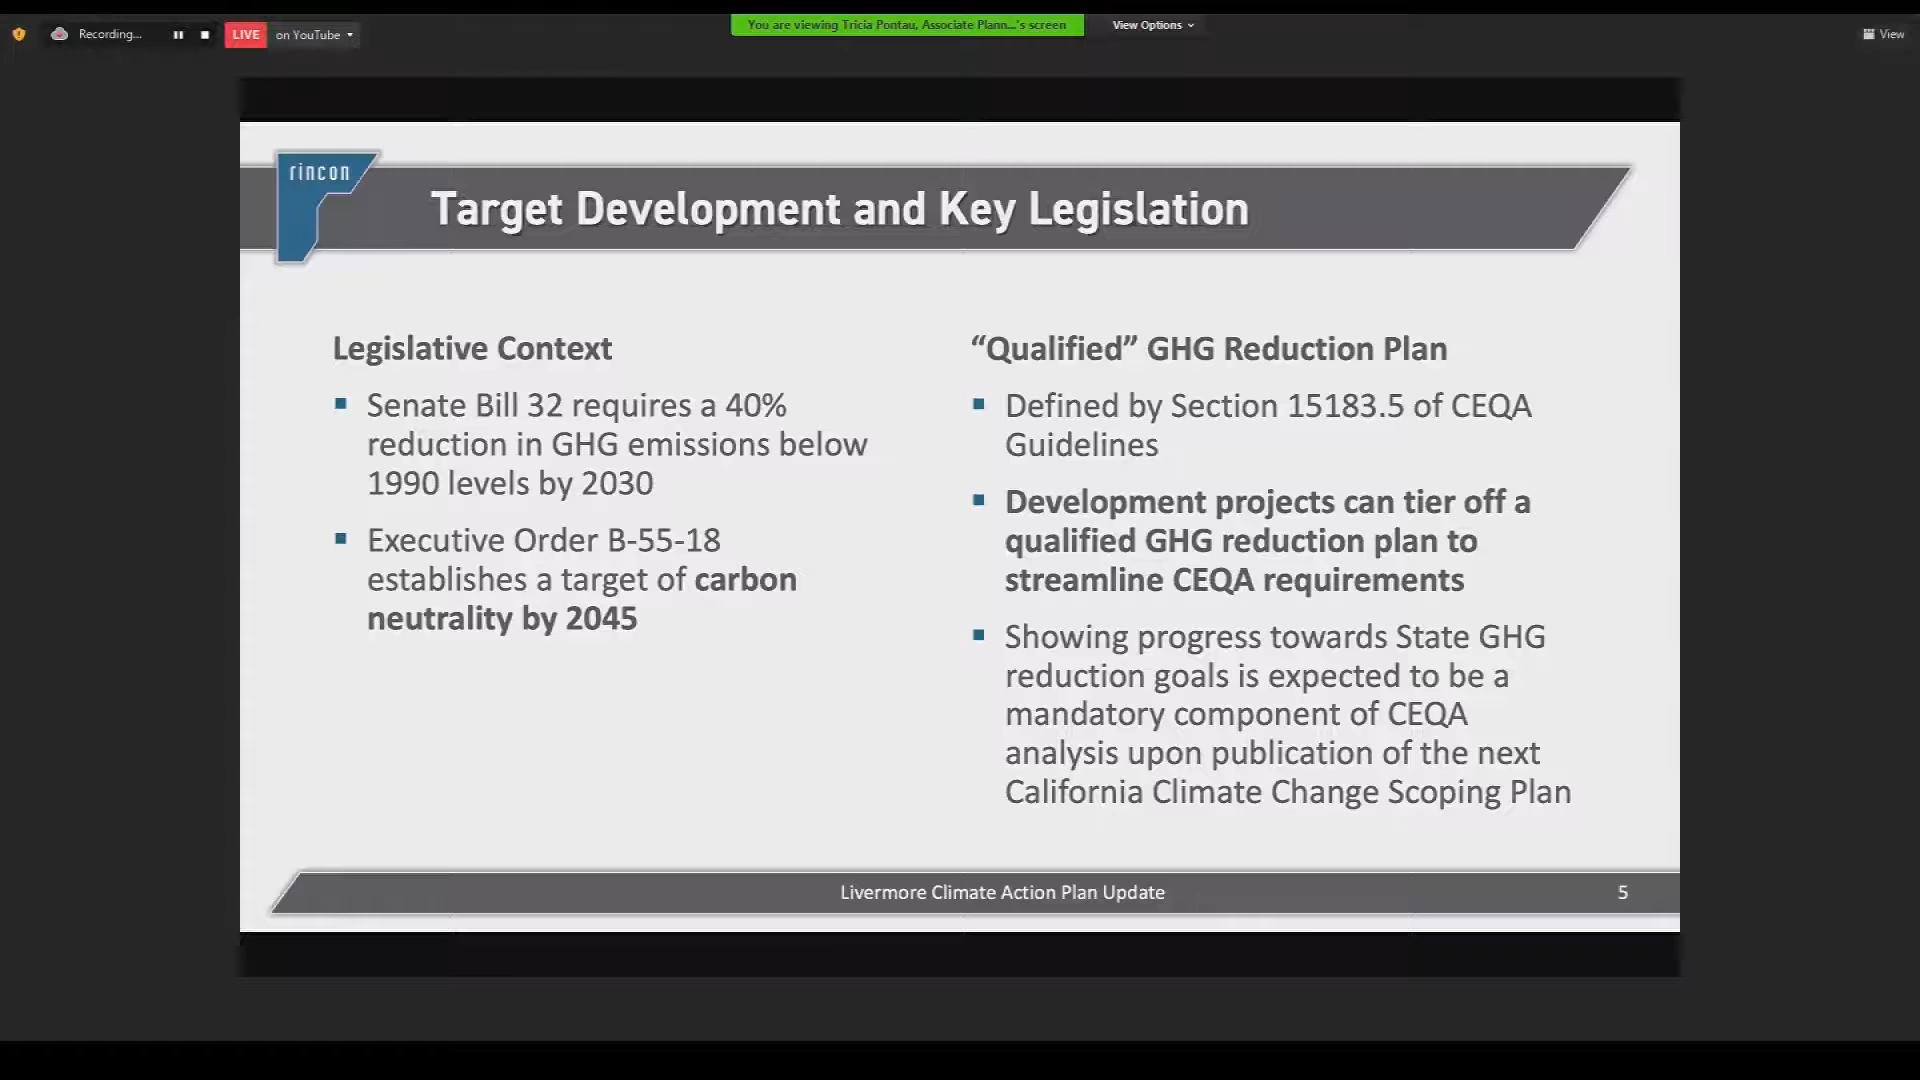 Recording...
LIVE
on YouTube
You are viewing Tricia Pontau, Associate Plann...'s screen
View Options
View
rincon
Target Development and Key Legislation
Legislative Context
Senate Bill 32 requires a 40%
reduction in GHG emissions below
1990 levels by 2030
Executive Order B-55-18
establishes a target of carbon
neutrality by 2045
“Qualified” GHG Reduction Plan
Defined by Section 15183.5 of CEQA
Guidelines
Development projects can tier off a
qualified GHG reduction plan to
streamline CEQA requirements
Showing progress towards State GHG
reduction goals is expected to be a
mandatory component of CEQA
analysis upon publication of the next
California Climate Change Scoping Plan
Livermore Climate Action Plan Update
5